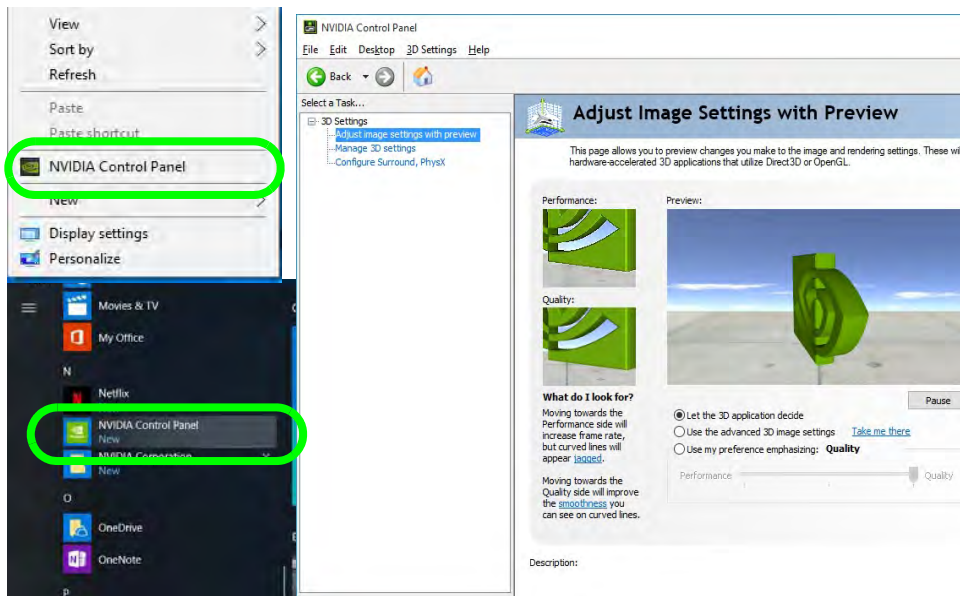 View
Sort by
Refresh
Paste
Paste shortcut
NVIDIA Control Panel
New
Display settings
Personalize
Movies & TV
My Office
N
Netflix
NVIDIA Control Panel
New
NVIDIA Corporation
New
O
OneDrive
OneNote
P
NVIDIA Control Panel
File Edit Desktop 3D Settings Help
Back
Select a Task...
3D Settings
Adjust image settings with preview
Manage 3D settings
Configure Surround, PhysX
Adjust Image Settings with Preview
This page allows you to preview changes you make to the image and rendering settings. These wi
hardware-accelerated 3D applications that utilize Direct3D or OpenGL.
Performance:
Preview:
Quality:
What do I look for?
Moving towards the
Performance side will
increase frame rate,
but curved lines will
appear jagged.
Moving towards the
Quality side will improve
the smoothness you
can see on curved lines.
Pause
Let the 3D application decide
Use the advanced 3D image settings Take me there
Use my preference emphasizing: Quality
Performance Quality
Description: